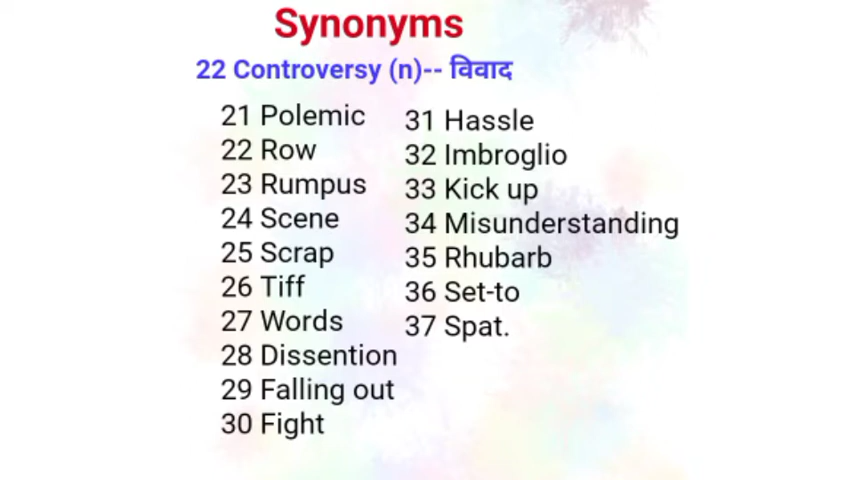 Synonyms
22 Controversy (n)-- विवाद
21 Polemic
22 Row
23 Rumpus
24 Scene
25 Scrap
26 Tiff
27 Words
28 Dissention
29 Falling out
30 Fight
31 Hassle
32 Imbroglio
33 Kick up
34 Misunderstanding
35 Rhubarb
36 Set-to
37 Spat.